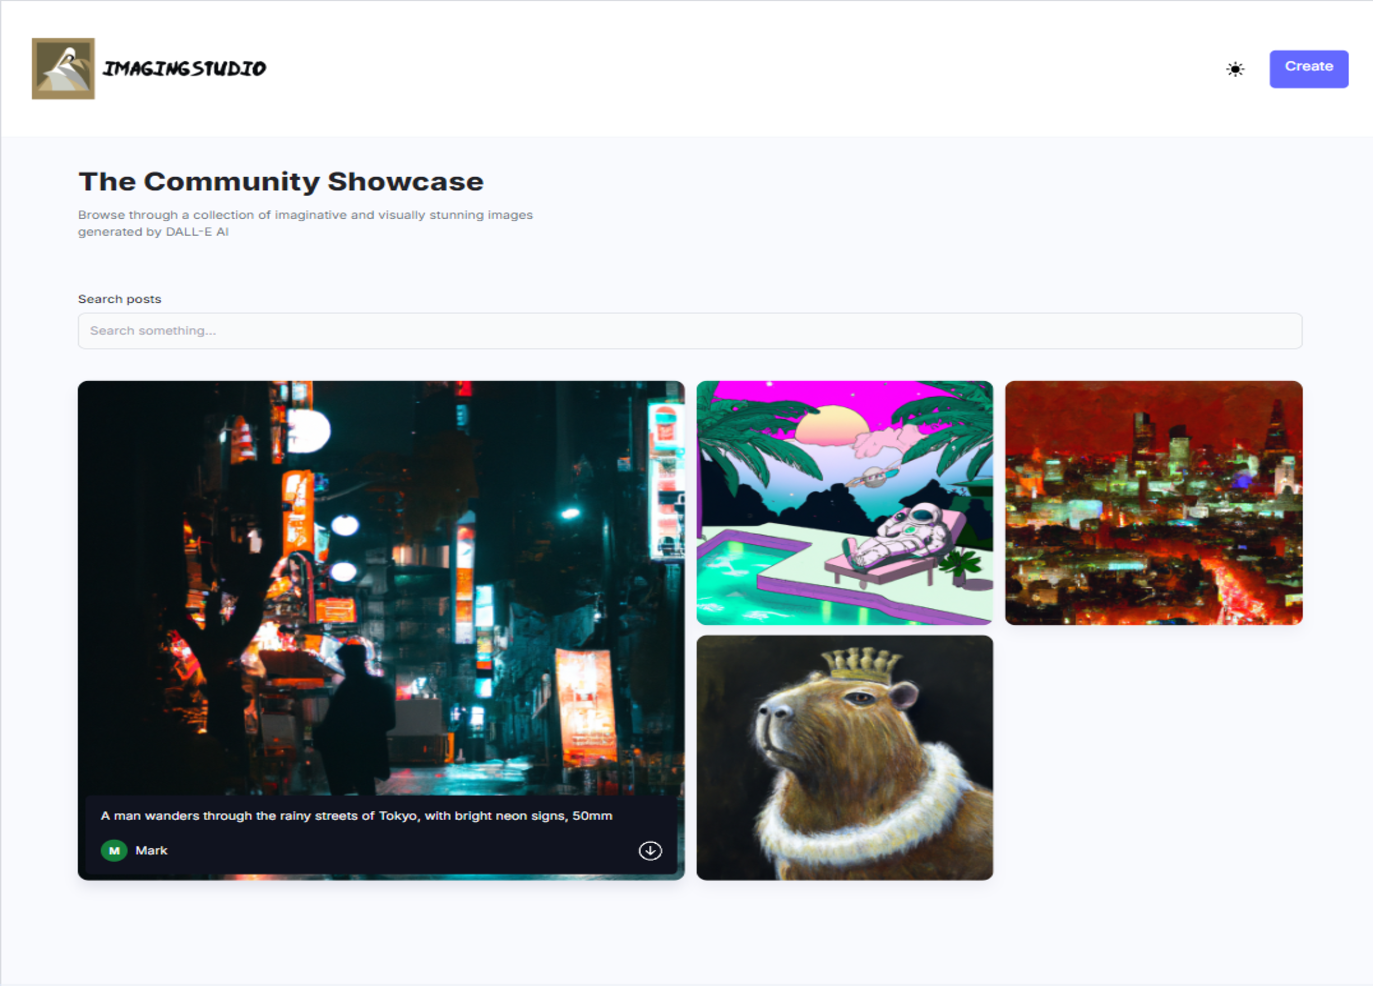 IMAGINGSTUDIO
Create
The Community Showcase
Browse through a collection of imaginative and visually stunning images
generated by DALL-E AI
Search posts
Search something...
A man wanders through the rainy streets of Tokyo, with bright neon signs, 50mm
M
Mark